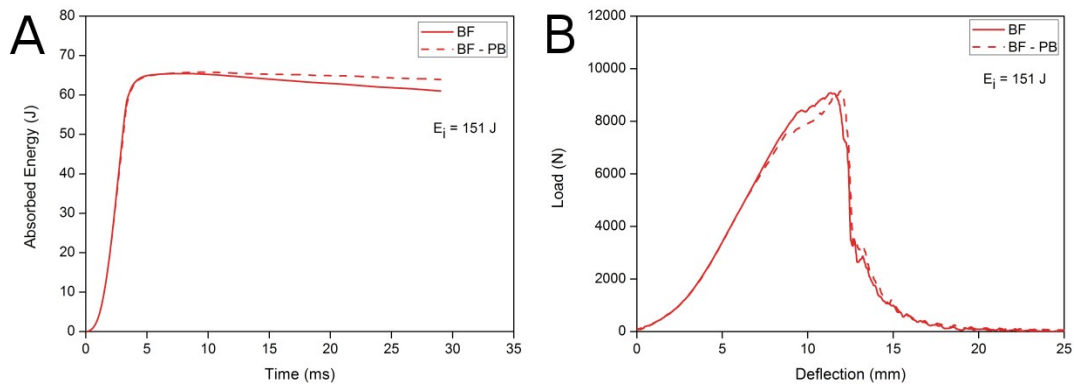 A
BF
BF - PB
Eᵢ = 151 J
Absorbed Energy (J)
80
70
60
50
40
30
20
10
0
0 5 10 15 20 25 30 35
Time (ms)
B
BF
BF - PB
Eᵢ = 151 J
Load (N)
12000
10000
8000
6000
4000
2000
0
0 5 10 15 20 25
Deflection (mm)